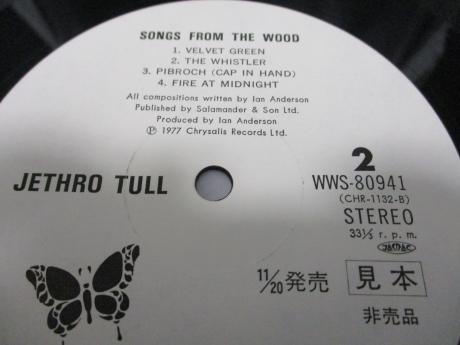 SONGS FROM THE WOOD
1. VELVET GREEN
2. THE WHISTLER
3. PIBROCH (CAP IN HAND)
4. FIRE AT MIDNIGHT
All compositions written by Ian Anderson
Published by Salamander & Son Ltd.
Produced by Ian Anderson
Ⓟ 1977 Chrysalis Records Ltd.
JETHRO TULL
2
WWS-80941
(CHR-1132-B)
STEREO
33⅓ r. p. m.
JASRAC
11/20 発売
見本
非売品